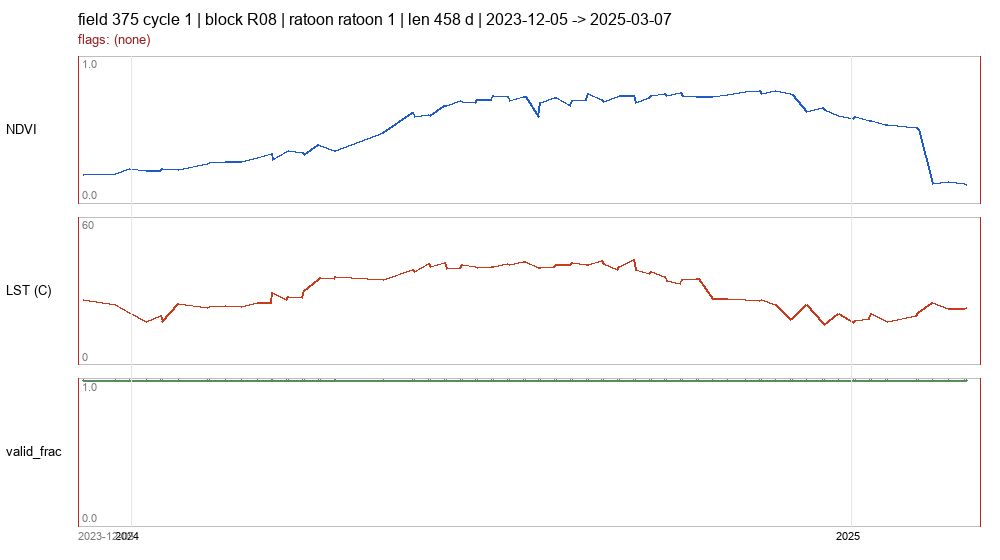 field 375 cycle 1 | block R08 | ratoon ratoon 1 | len 458 d | 2023-12-05 -> 2025-03-07
flags: (none)
1.0
NDVI
0.0
60
LST (C)
0
1.0
valid_frac
0.0
2024
2025